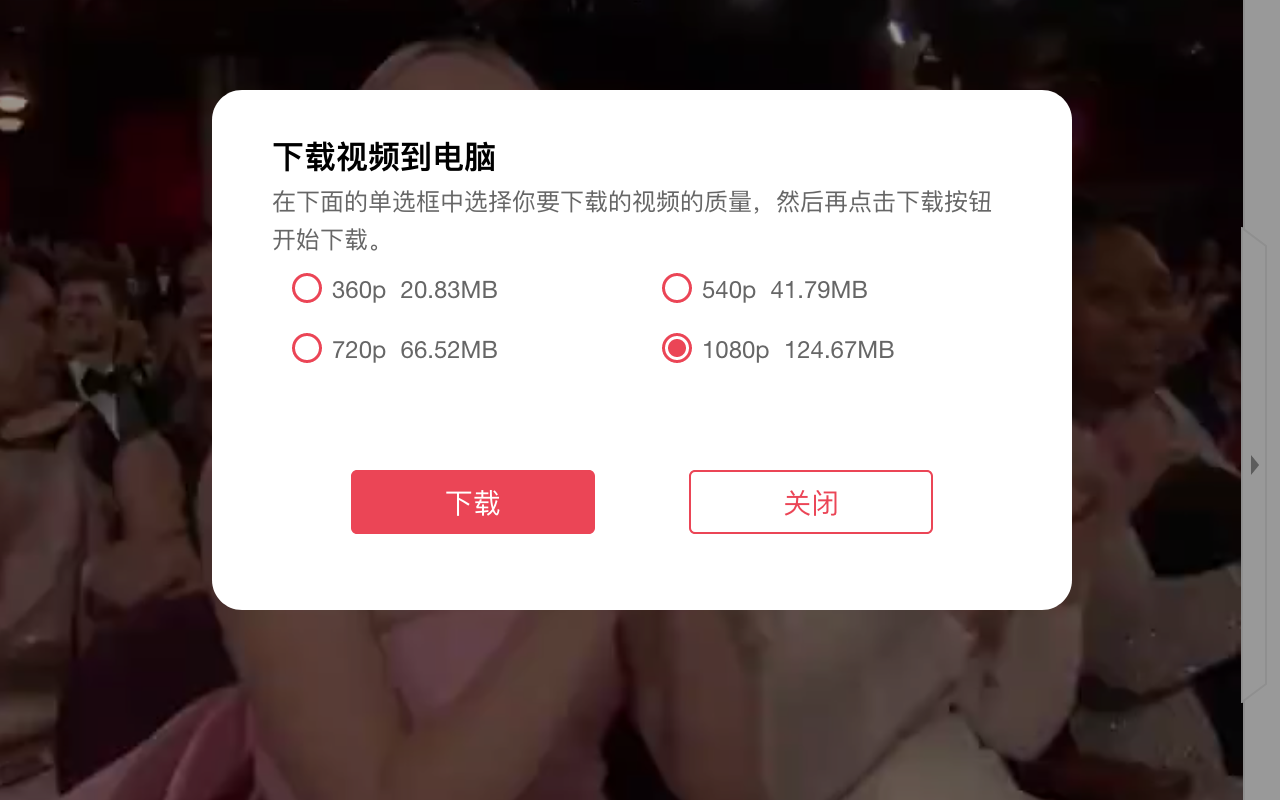 下载视频到电脑
在下面的单选框中选择你要下载的视频的质量，然后再点击下载按钮
开始下载。
360p 20.83MB
540p 41.79MB
720p 66.52MB
1080p 124.67MB
下载
关闭